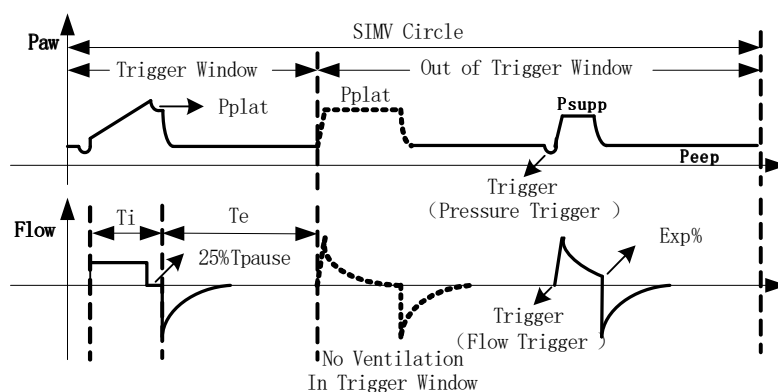 SIMV Circle
Paw
Trigger Window
Out of Trigger Window
Pplat
Pplat
Psupp
Peep
Trigger
(Pressure Trigger )
Ti
Te
Flow
25%Tpause
Exp%
Trigger
(Flow Trigger )
No Ventilation
In Trigger Window